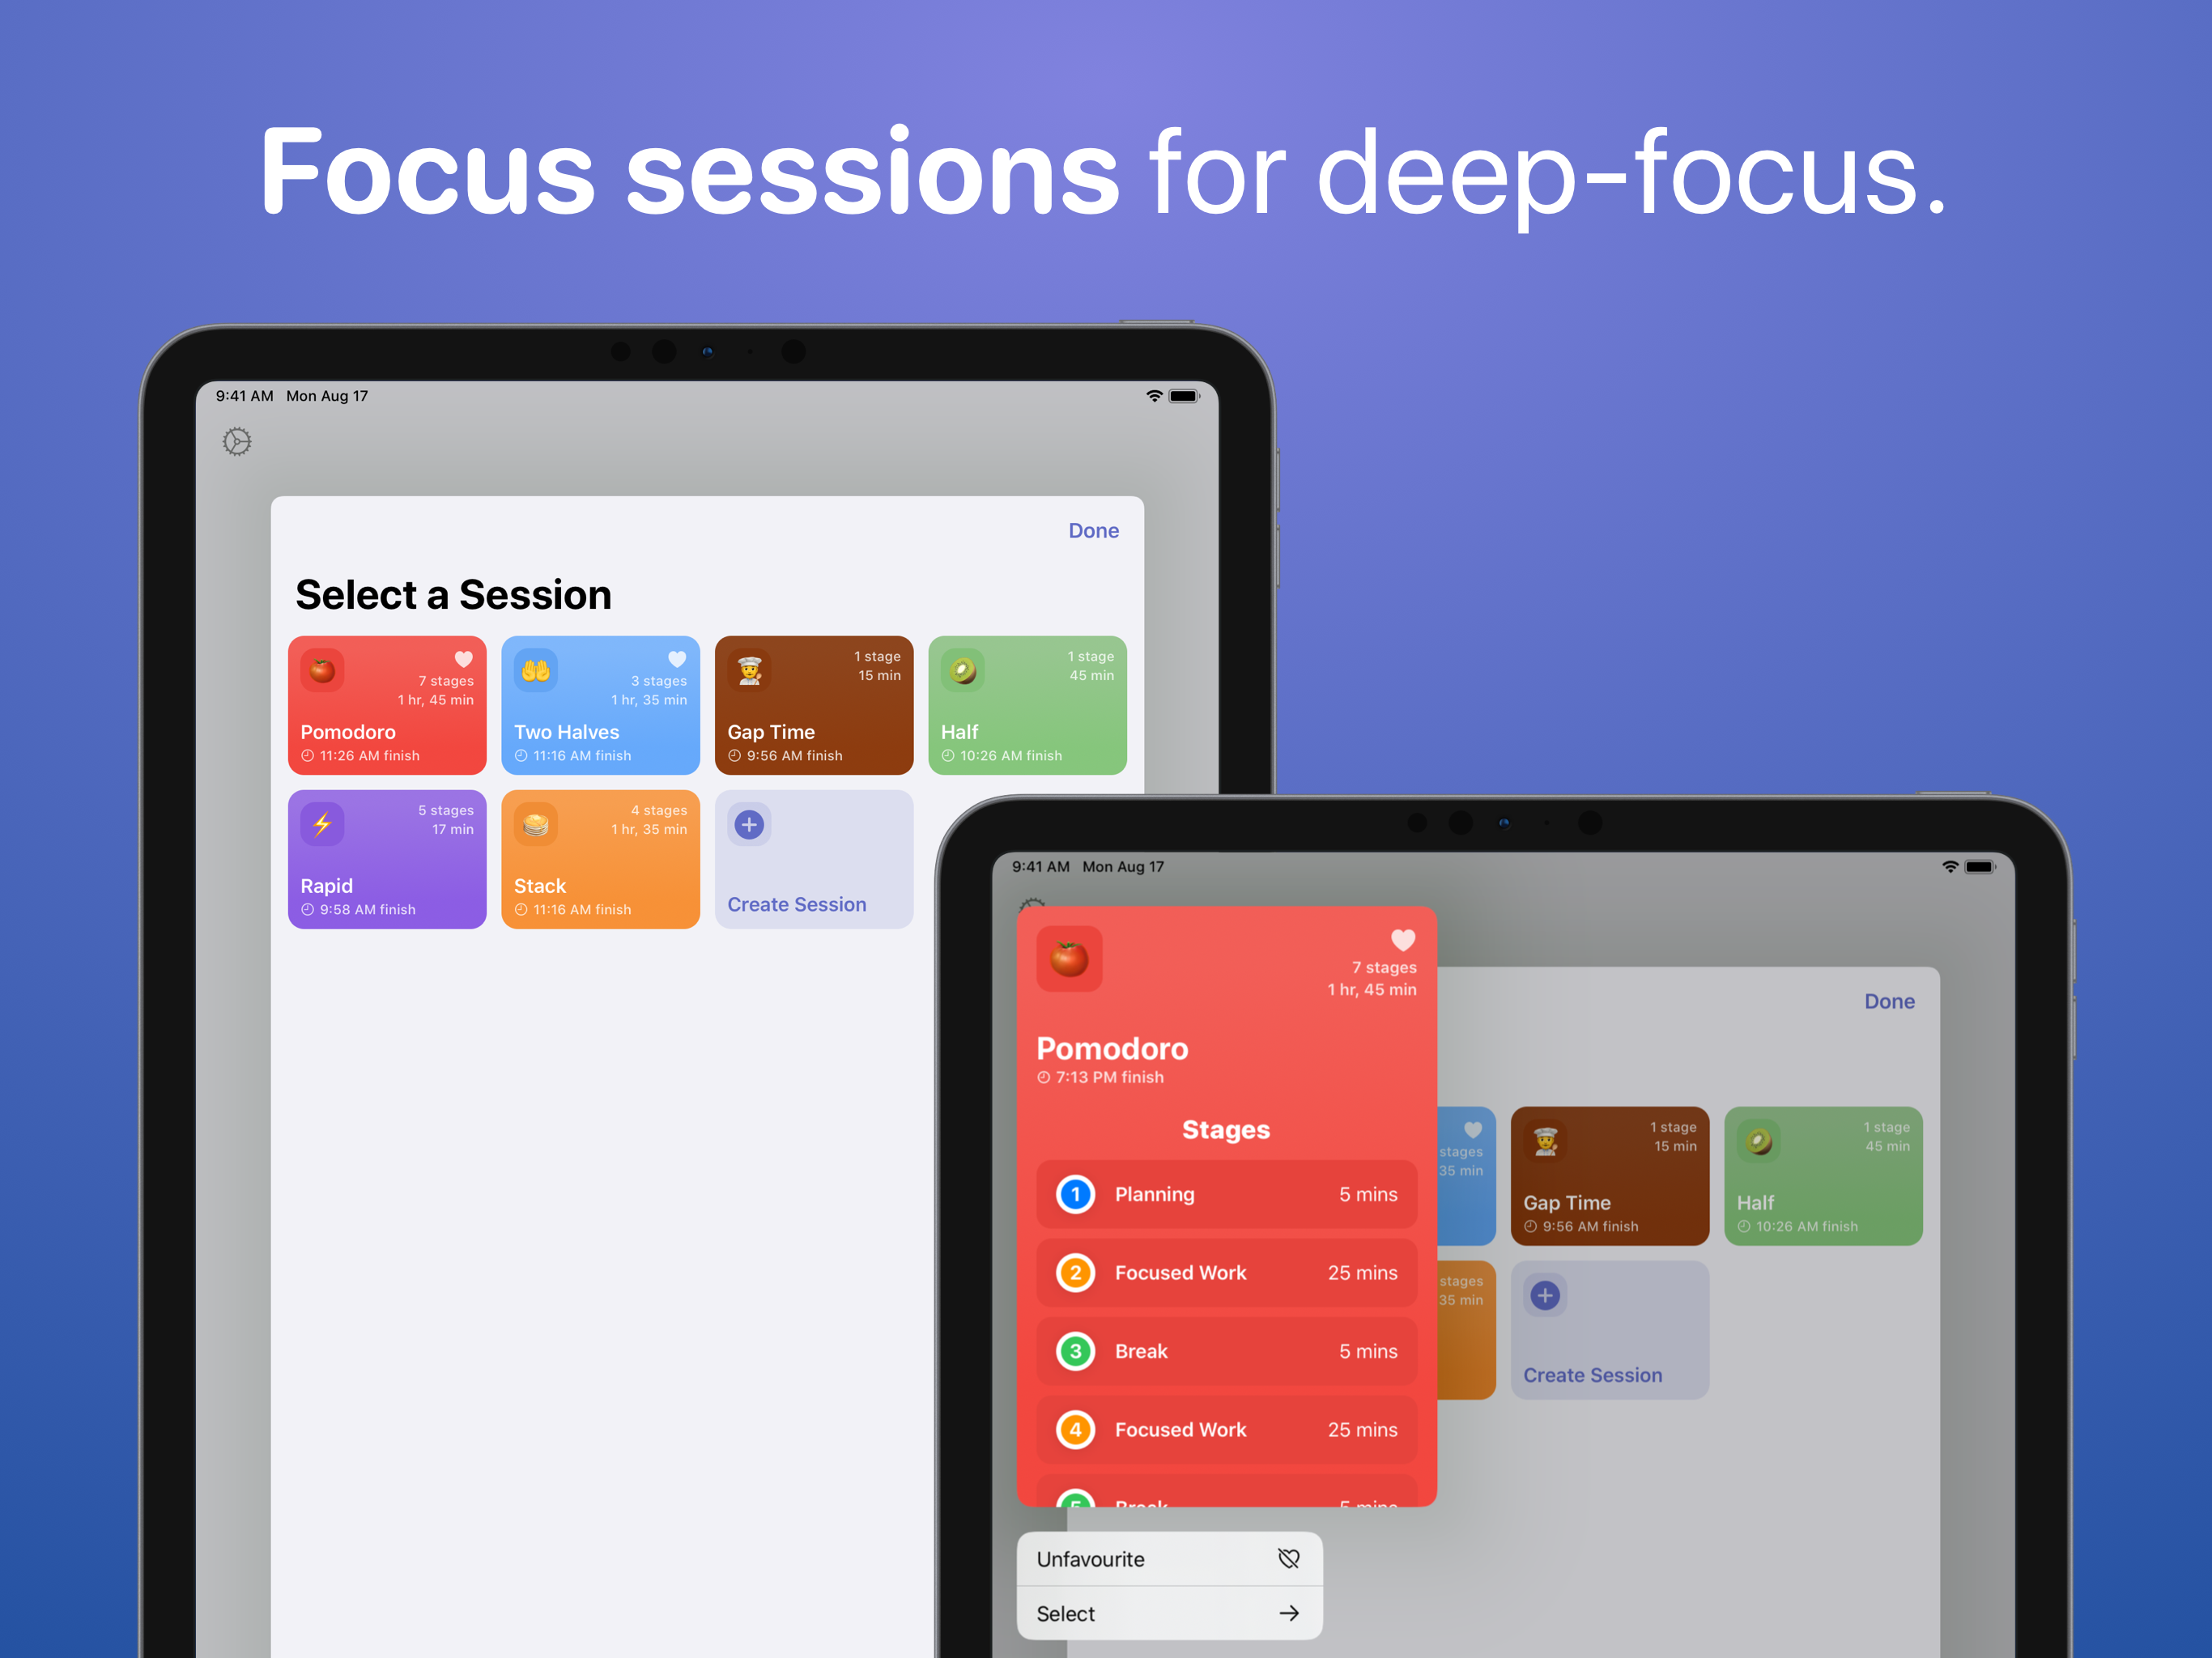 Focus sessions for deep-focus.
9:41 AM Mon Aug 17
Done
Select a Session
7 stages
1 hr, 45 min
Pomodoro
11:26 AM finish
3 stages
1 hr, 35 min
Two Halves
11:16 AM finish
1 stage
15 min
Gap Time
9:56 AM finish
1 stage
45 min
Half
10:26 AM finish
5 stages
17 min
Rapid
9:58 AM finish
4 stages
1 hr, 35 min
Stack
11:16 AM finish
Create Session
9:41 AM Mon Aug 17
7 stages
1 hr, 45 min
Pomodoro
7:13 PM finish
Stages
1 Planning 5 mins
2 Focused Work 25 mins
3 Break 5 mins
4 Focused Work 25 mins
5 Break 5 mins
Unfavourite
Select
Done
stages
35 min
1 stage
15 min
Gap Time
9:56 AM finish
1 stage
45 min
Half
10:26 AM finish
stages
35 min
Create Session